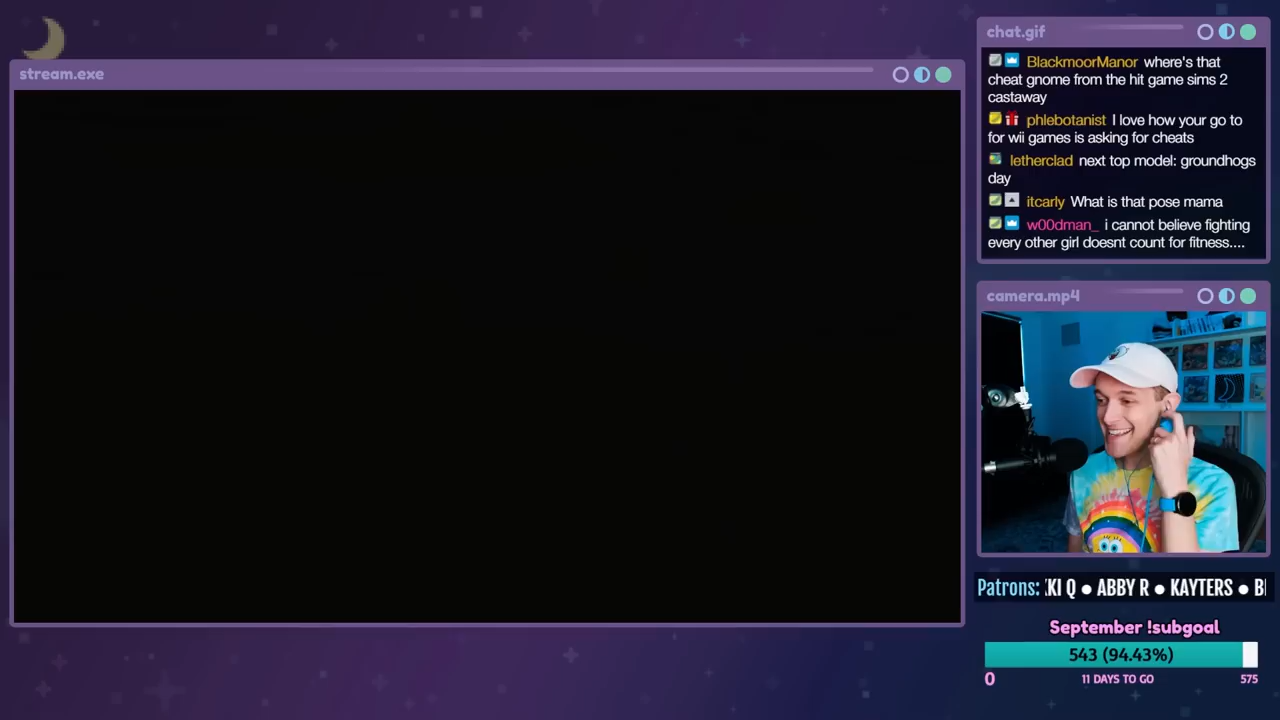 stream.exe
chat.gif
BlackmoorManor where's that
cheat gnome from the hit game sims 2
castaway
phlebotanist I love how your go to
for wii games is asking for cheats
letherclad next top model: groundhogs
day
itcarly What is that pose mama
w00dman_ i cannot believe fighting
every other girl doesnt count for fitness....
camera.mp4
Patrons: KI Q ● ABBY R ● KAYTERS ●
September !subgoal
543 (94.43%)
0 11 DAYS TO GO 575